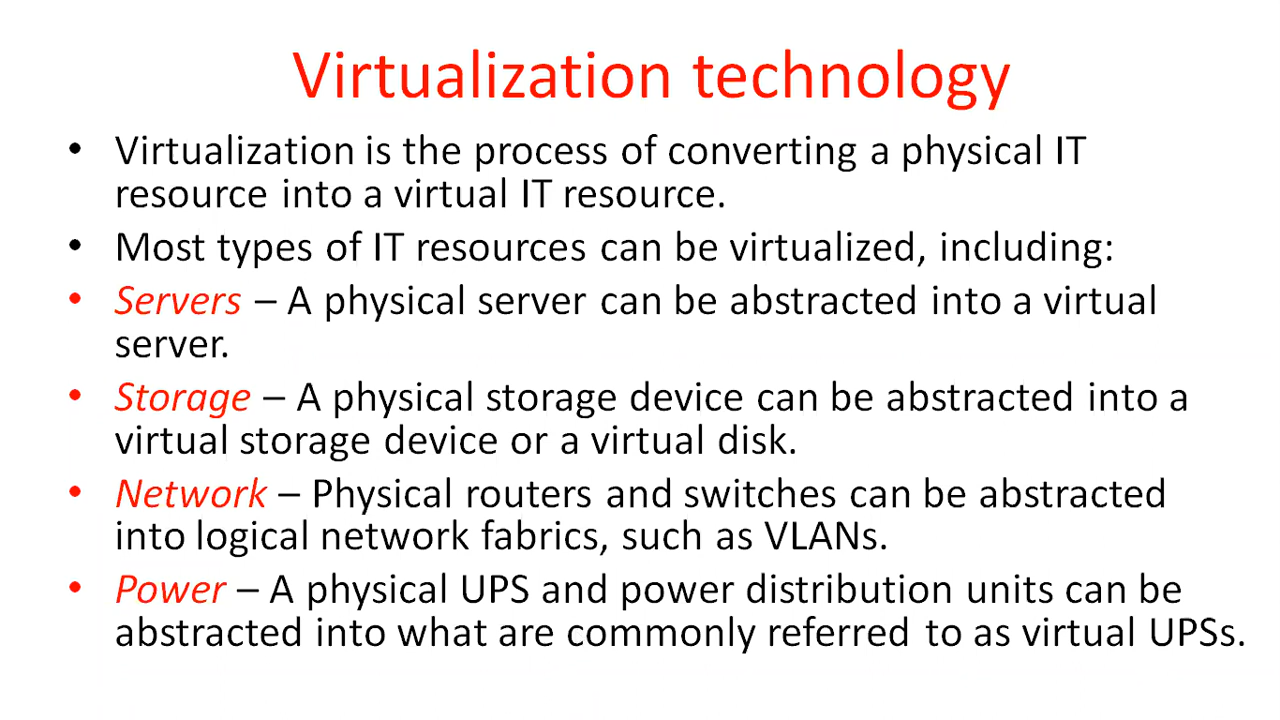 Virtualization technology
• Virtualization is the process of converting a physical IT
resource into a virtual IT resource.
• Most types of IT resources can be virtualized, including:
• Servers – A physical server can be abstracted into a virtual
server.
• Storage – A physical storage device can be abstracted into a
virtual storage device or a virtual disk.
• Network – Physical routers and switches can be abstracted
into logical network fabrics, such as VLANs.
• Power – A physical UPS and power distribution units can be
abstracted into what are commonly referred to as virtual UPSs.